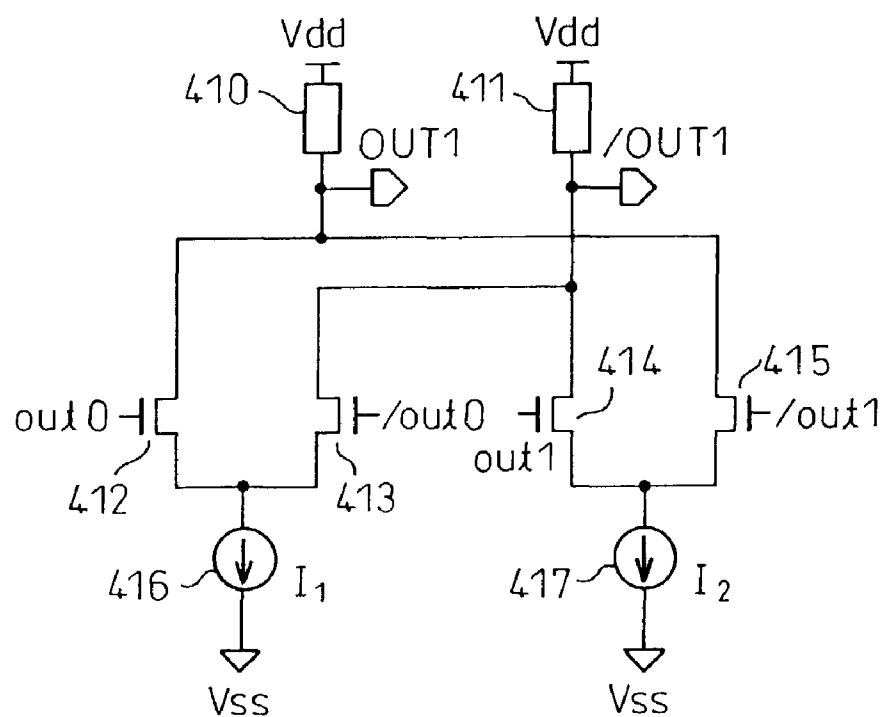 Vdd Vdd
410 411
OUT1 /OUT1
415
414
out0 /out0 /out1
out1
412 413
416 I1 417 I2
Vss Vss